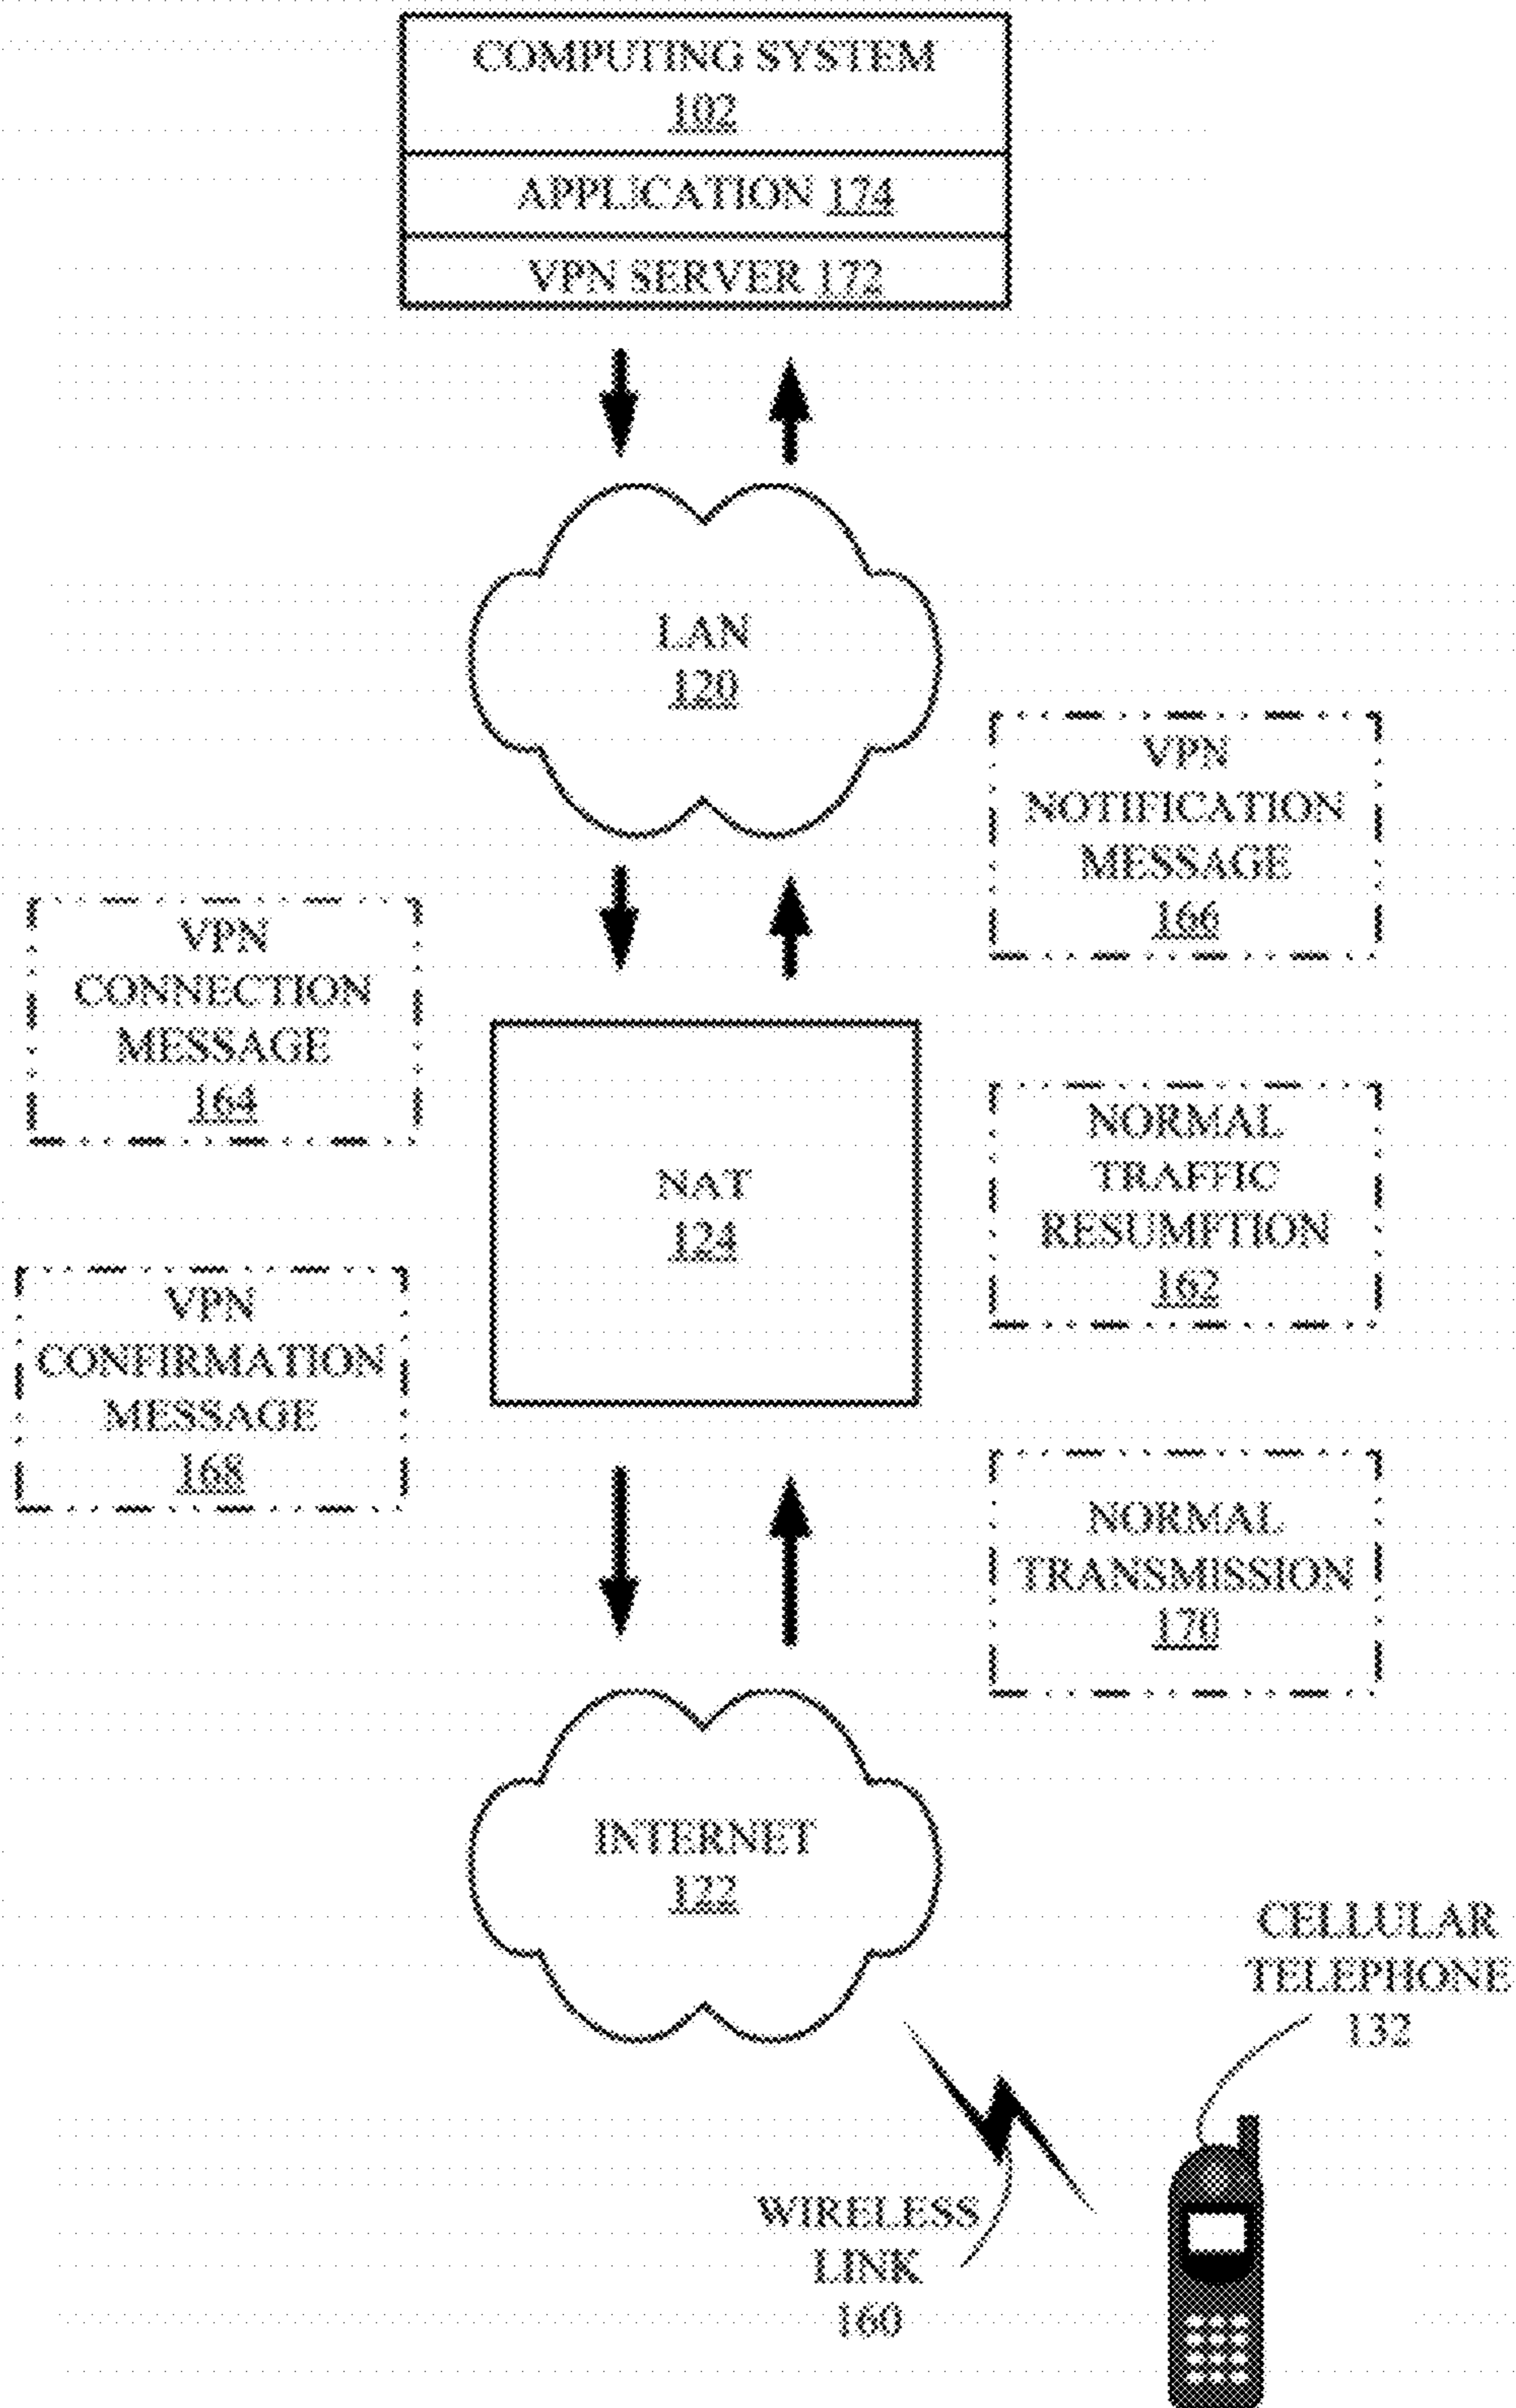 COMPUTING SYSTEM
102
APPLICATION 174
VPN SERVER 172
LAN
120
VPN
NOTIFICATION
MESSAGE
166
VPN
CONNECTION
MESSAGE
164
NAT
124
NORMAL
TRAFFIC
RESUMPTION
162
VPN
CONFIRMATION
MESSAGE
168
NORMAL
TRANSMISSION
170
INTERNET
122
CELLULAR
TELEPHONE
132
WIRELESS
LINK
160